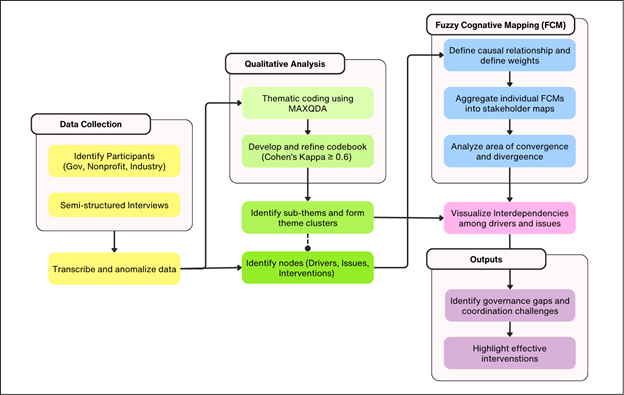 Data Collection
Identify Participants
(Gov, Nonprofit, Industry)
Semi-structured Interviews
Transcribe and anomalize data
Qualitative Analysis
Thematic coding using
MAXQDA
Develop and refine codebook
(Cohen's Kappa ≥ 0.6)
Identify sub-thems and form
theme clusters
Identify nodes (Drivers, Issues,
Interventions)
Fuzzy Cognative Mapping (FCM)
Define causal relationship and
define weights
Aggregate individual FCMs
into stakeholder maps
Analyze area of convergence
and divergeence
Visualize Interdependencies
among drivers and issues
Outputs
Identify governance gaps and
coordination challenges
Highlight effective
intervenstions